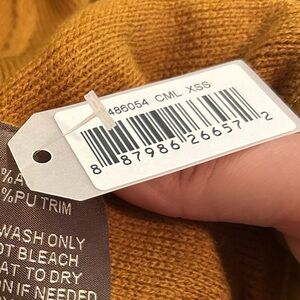 486054 CML XSS
8 87986 26657 2
%PU TRIM
WASH ONLY
OT BLEACH
AT TO DRY
ON IF NEEDED